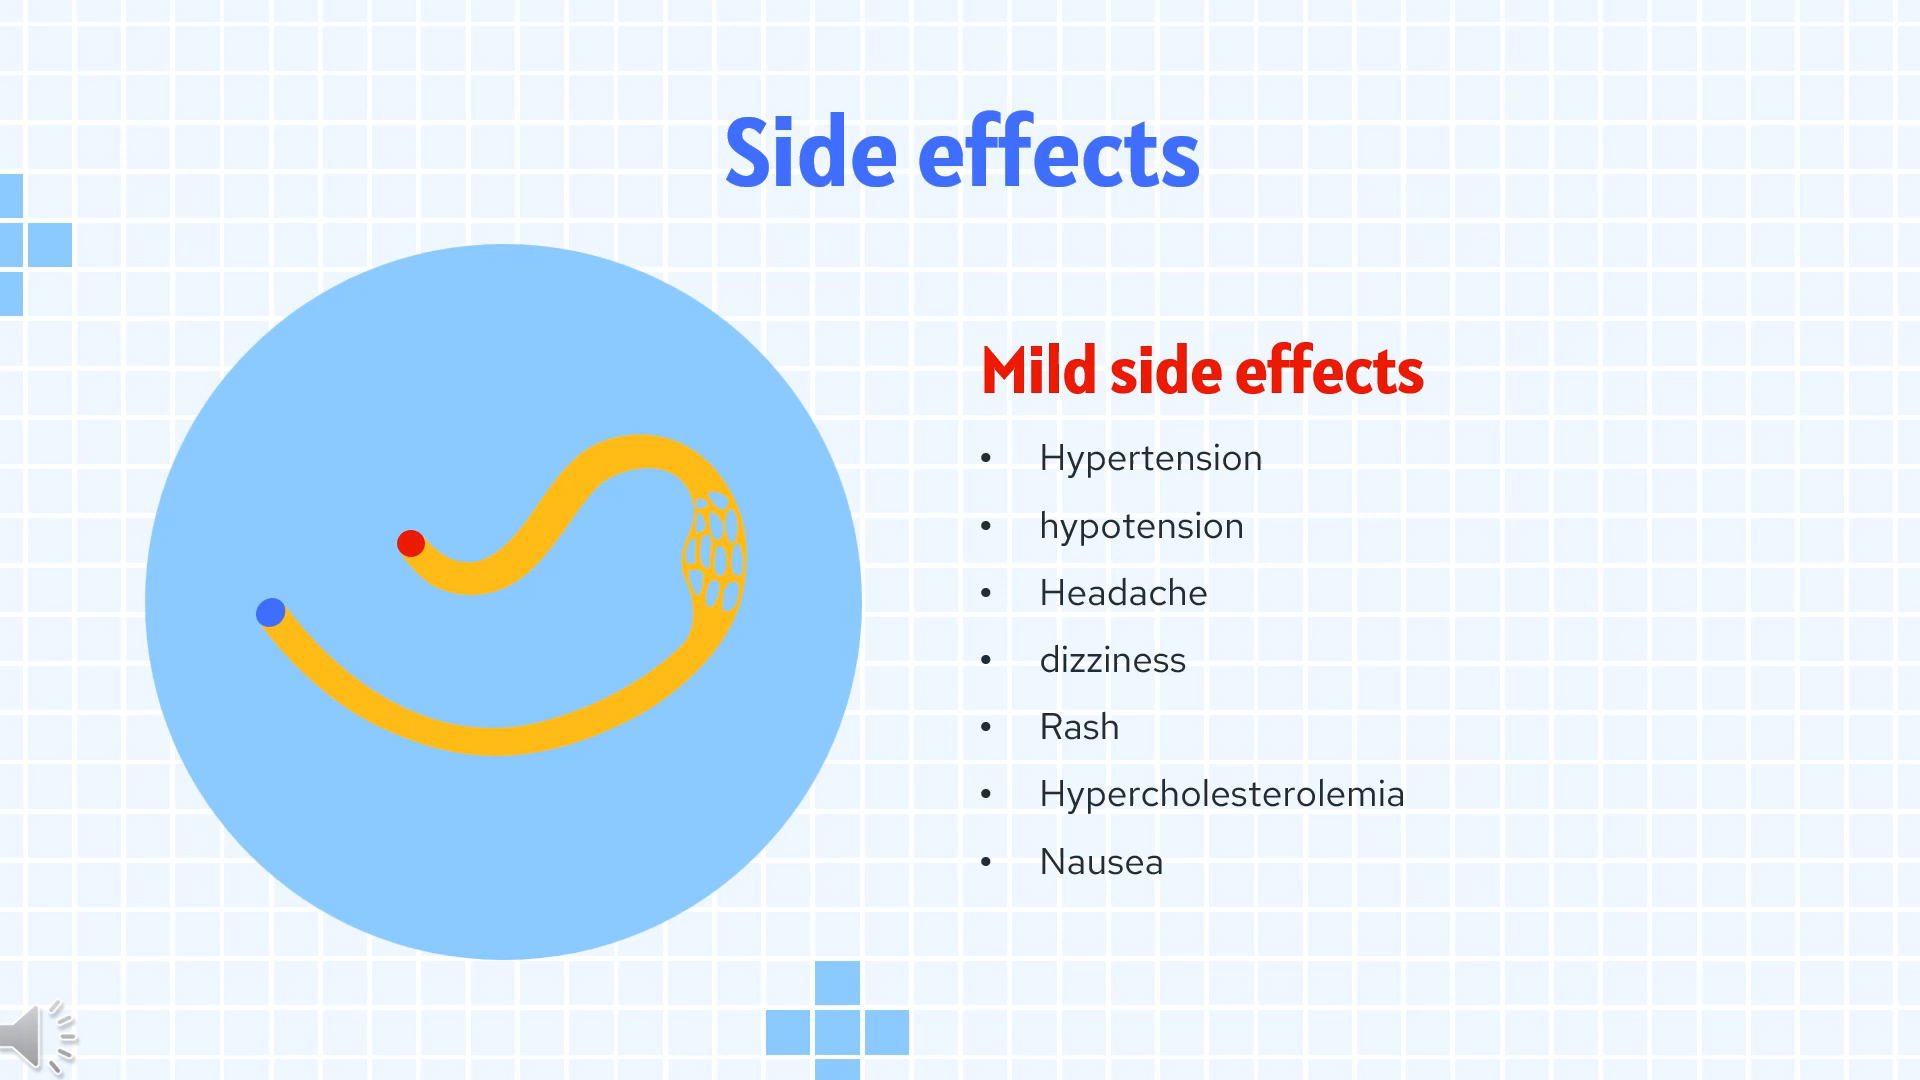 Side effects
Mild side effects
• Hypertension
• hypotension
• Headache
• dizziness
• Rash
• Hypercholesterolemia
• Nausea